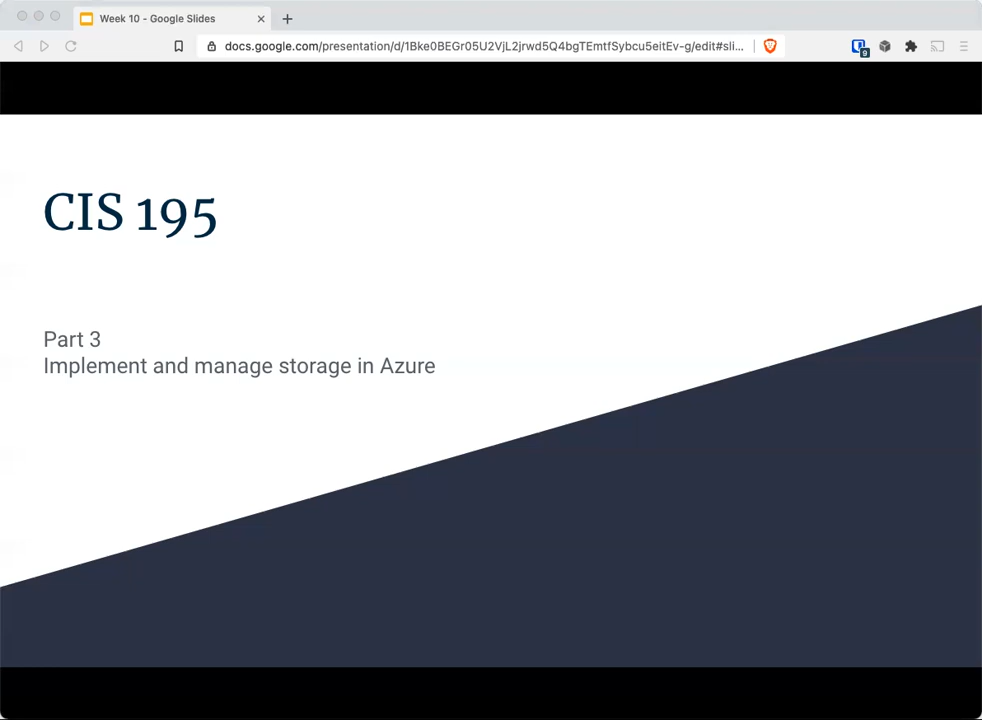 Week 10 - Google Slides
docs.google.com/presentation/d/1Bke0BEGr05U2VjL2jrwd5Q4bgTEmtfSybcu5eitEv-g/edit#sli...
9
CIS 195
Part 3
Implement and manage storage in Azure